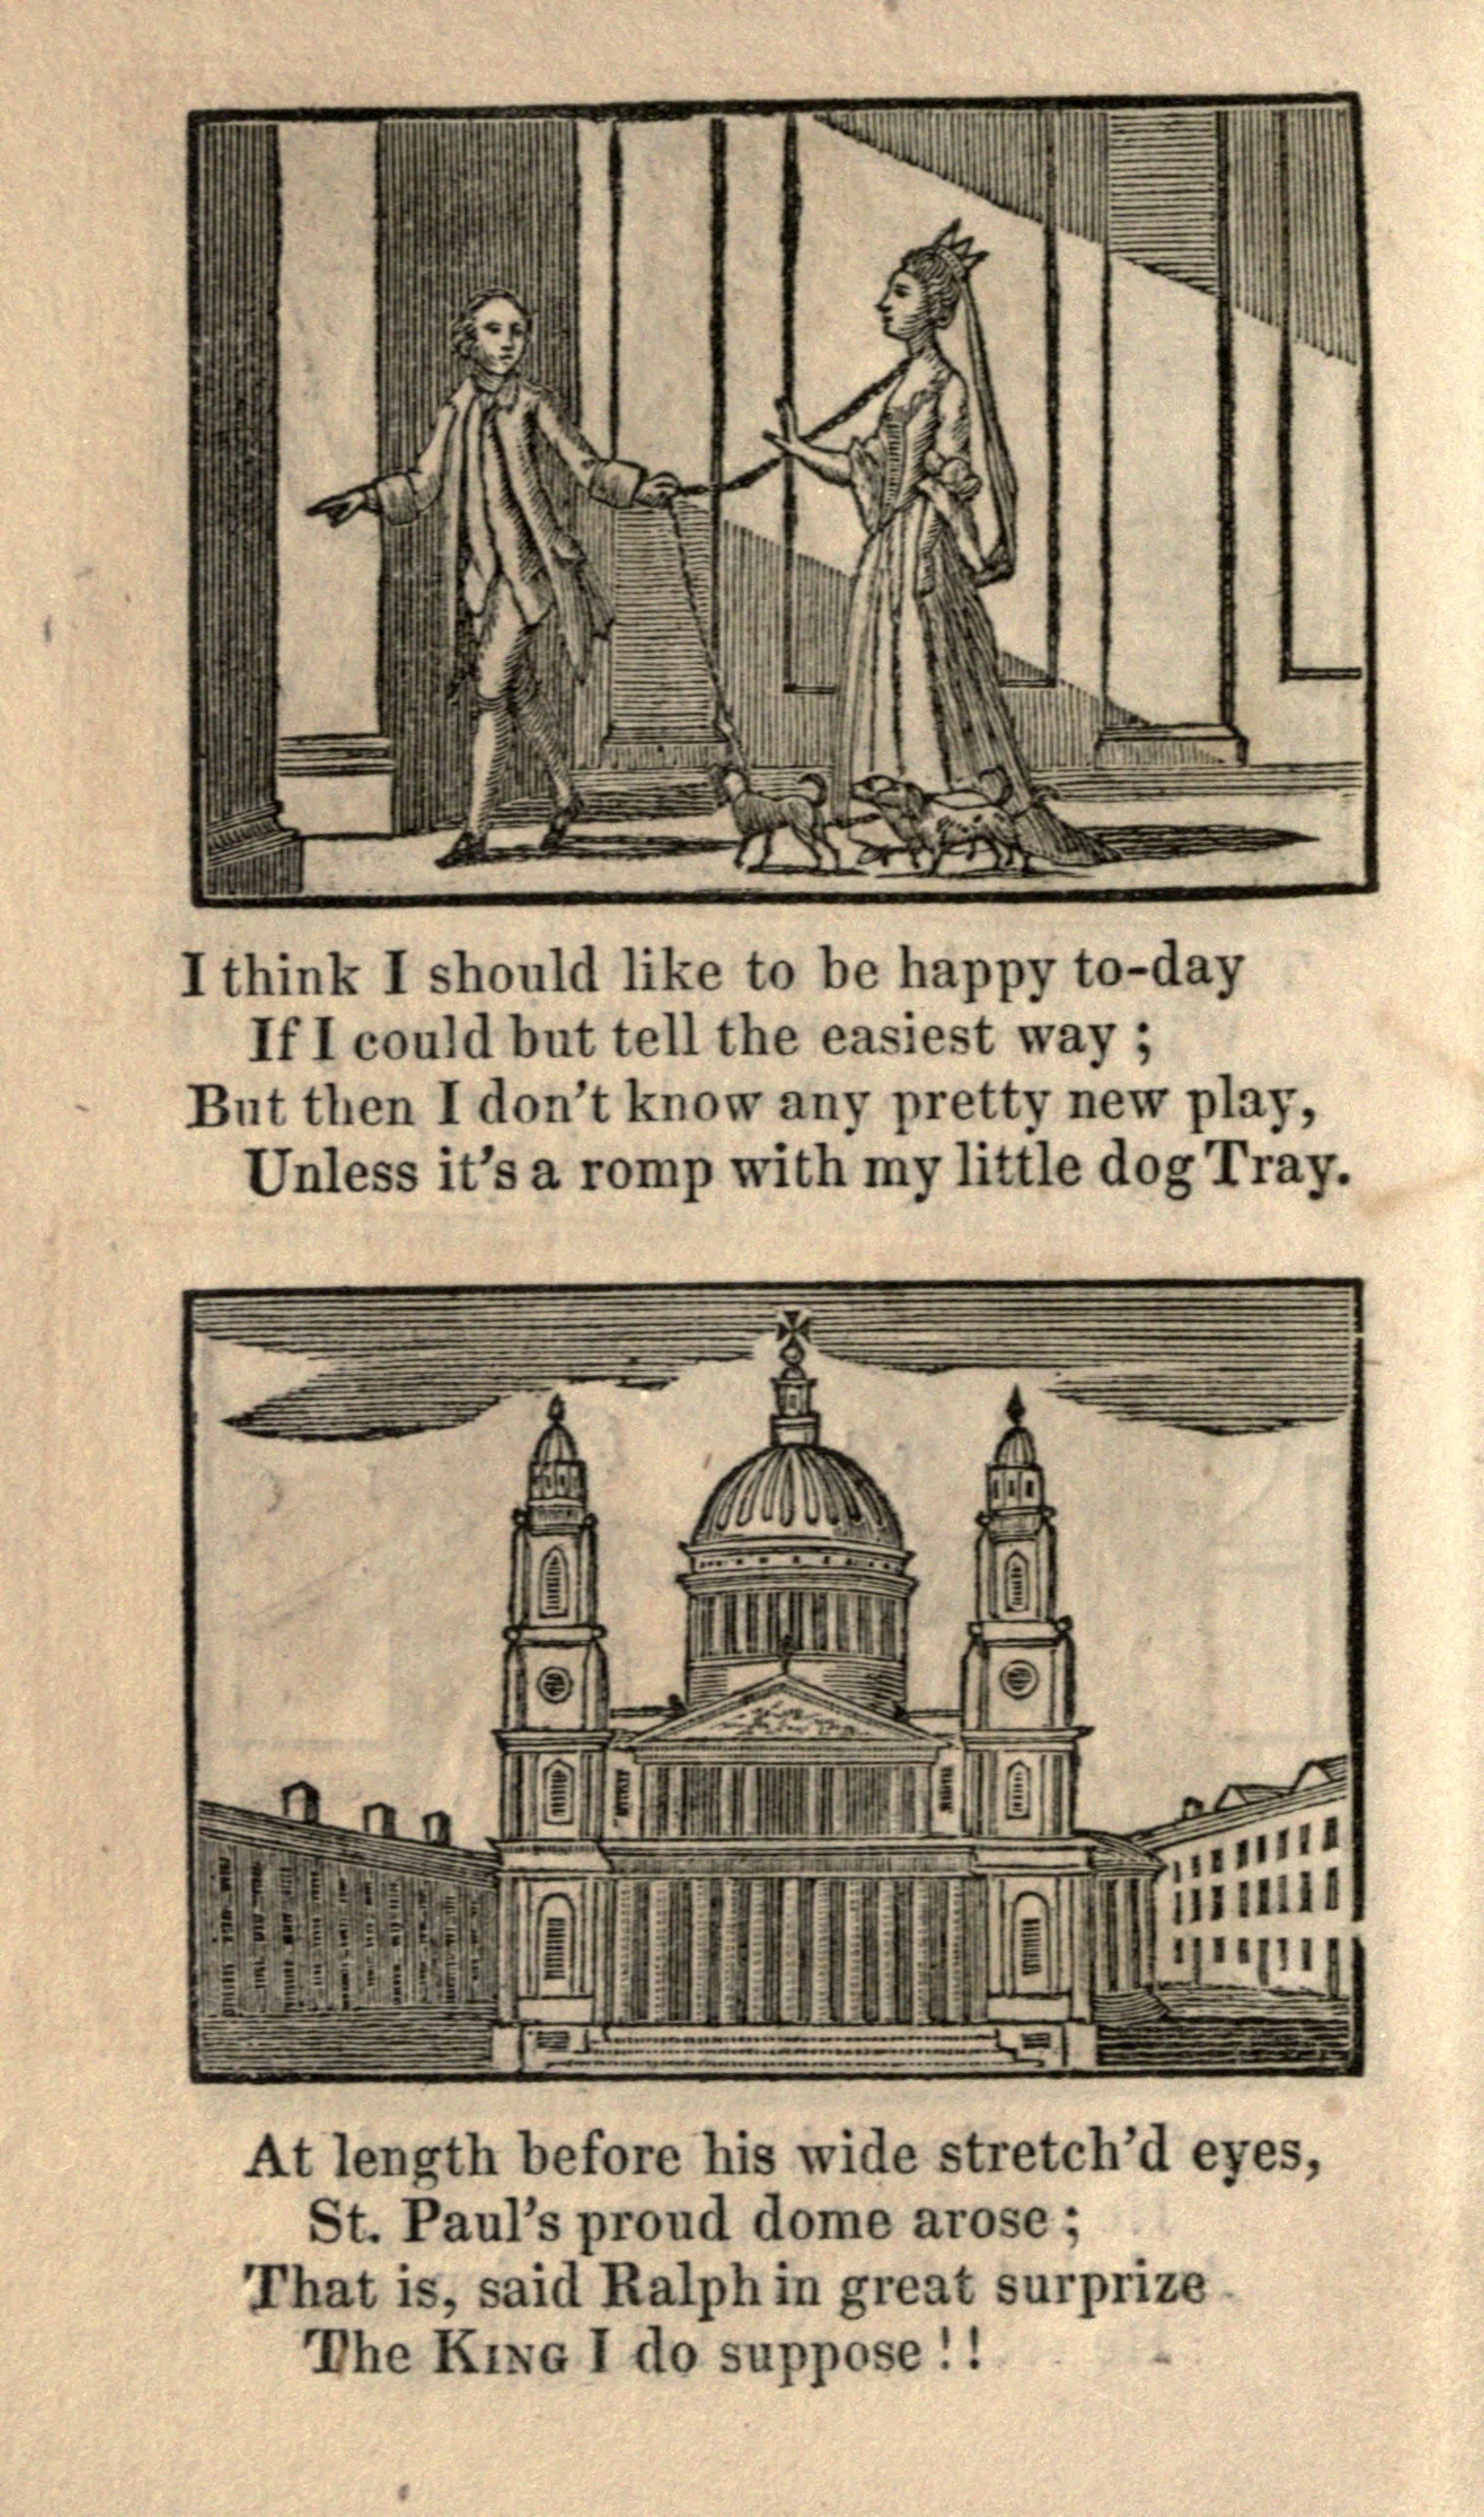 I think I should like to be happy to-day
If I could but tell the easiest way ;
But then I don't know any pretty new play,
Unless it's a romp with my little dog Tray.
At length before his wide stretch'd eyes,
St. Paul's proud dome arose ;
That is, said Ralph in great surprize
The KING I do suppose ! !